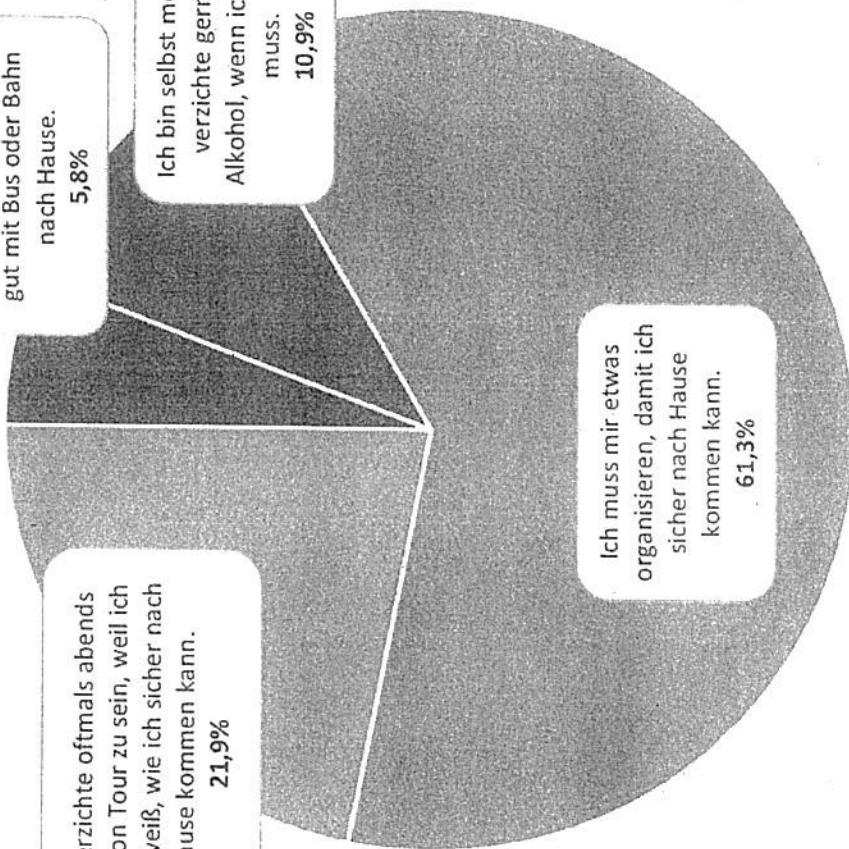 gut mit Bus oder Bahn
nach Hause.
5,8%
Ich bin selbst mo
verzichte gern
Alkohol, wenn ic
muss.
10,9%
Ich muss mir etwas
organisieren, damit ich
sicher nach Hause
kommen kann.
61,3%
erzichte oftmals abends
on Tour zu sein, weil ich
weiß, wie ich sicher nach
ause kommen kann.
21,9%